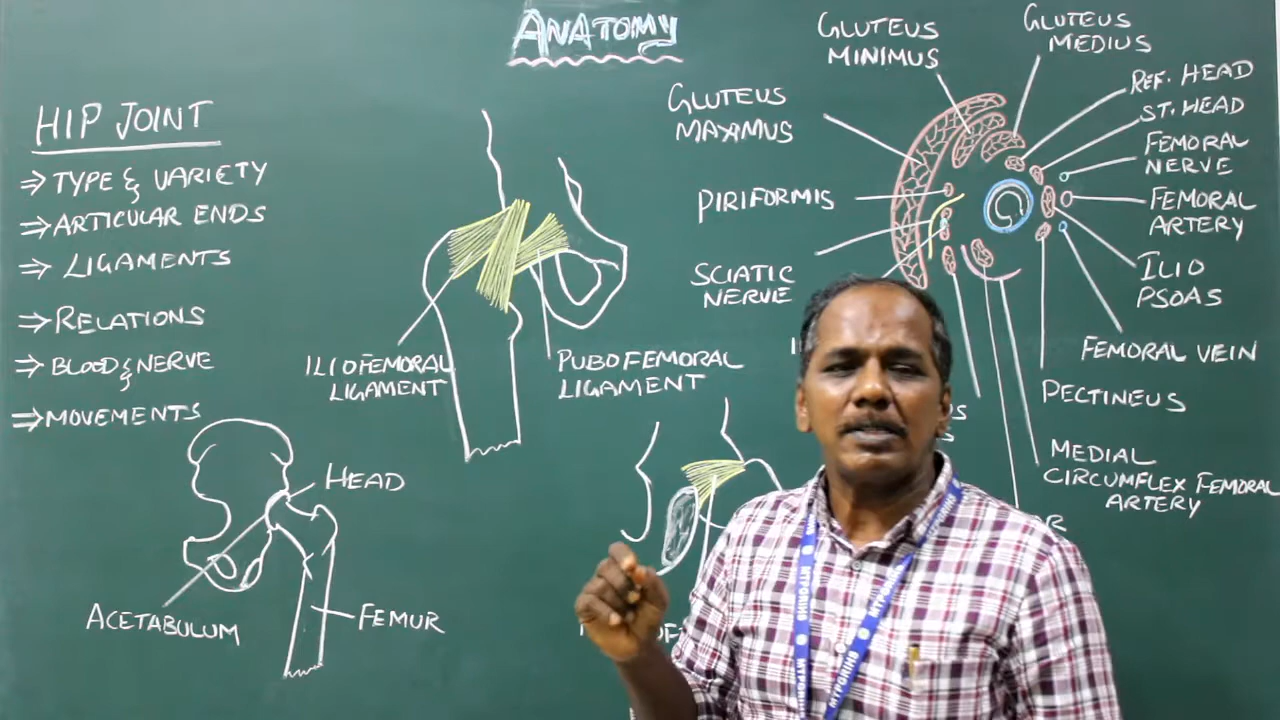 ANATOMY
HIP JOINT
⇒ TYPE & VARIETY
⇒ ARTICULAR ENDS
⇒ LIGAMENTS
⇒ RELATIONS
⇒ BLOOD & NERVE
⇒ MOVEMENTS
HEAD
ACETABULUM
FEMUR
ILIOFEMORAL
LIGAMENT
PUBOFEMORAL
LIGAMENT
GLUTEUS
MINIMUS
GLUTEUS
MEDIUS
GLUTEUS
MAXIMUS
REF. HEAD
ST. HEAD
FEMORAL
NERVE
PIRIFORMIS
FEMORAL
ARTERY
SCIATIC
NERVE
ILIO
PSOAS
FEMORAL VEIN
PECTINEUS
MEDIAL
CIRCUMFLEX FEMORAL
ARTERY
MTPGRIHS
MTPGRIHS